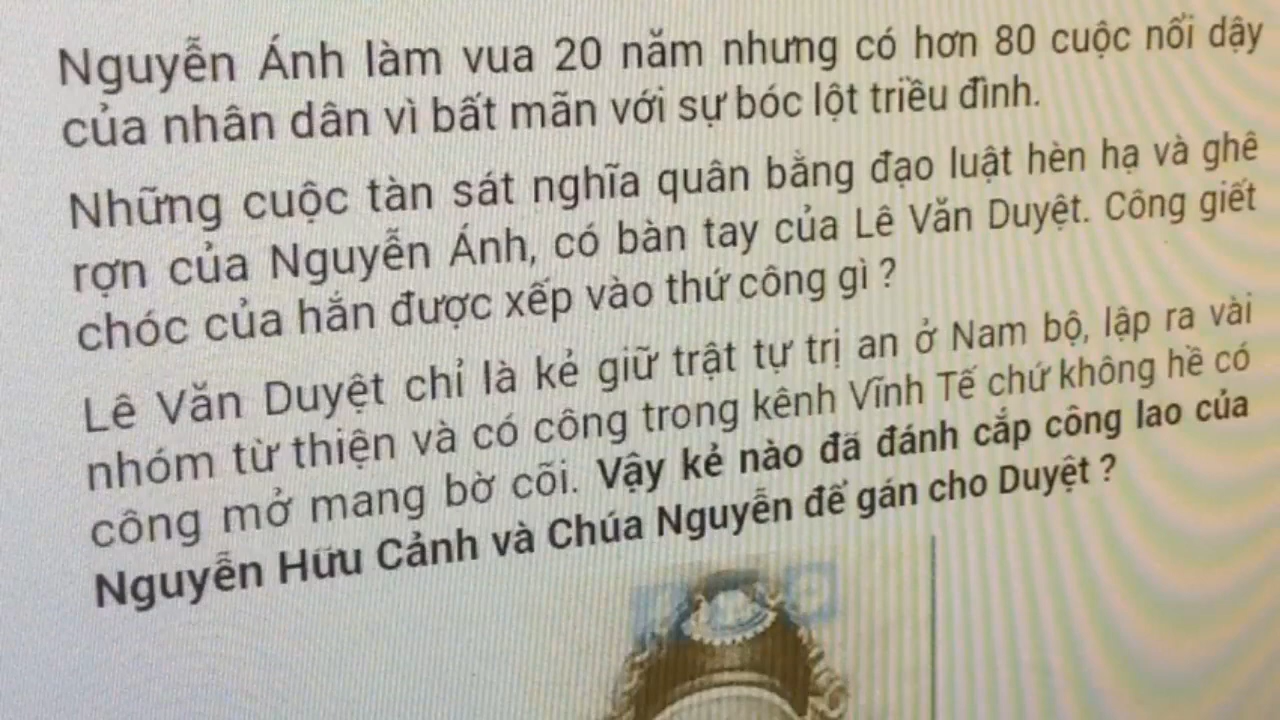 Nguyễn Ánh làm vua 20 năm nhưng có hơn 80 cuộc nổi dậy
của nhân dân vì bất mãn với sự bóc lột triều đình.
Những cuộc tàn sát nghĩa quân bằng đạo luật hèn hạ và ghê
rợn của Nguyễn Ánh, có bàn tay của Lê Văn Duyệt. Công giết
chóc của hắn được xếp vào thứ công gì ?
Lê Văn Duyệt chỉ là kẻ giữ trật tự trị an ở Nam bộ, lập ra vài
nhóm từ thiện và có công trong kênh Vĩnh Tế chứ không hề có
công mở mang bờ cõi. Vậy kẻ nào đã đánh cắp công lao của
Nguyễn Hữu Cảnh và Chúa Nguyễn để gán cho Duyệt ?